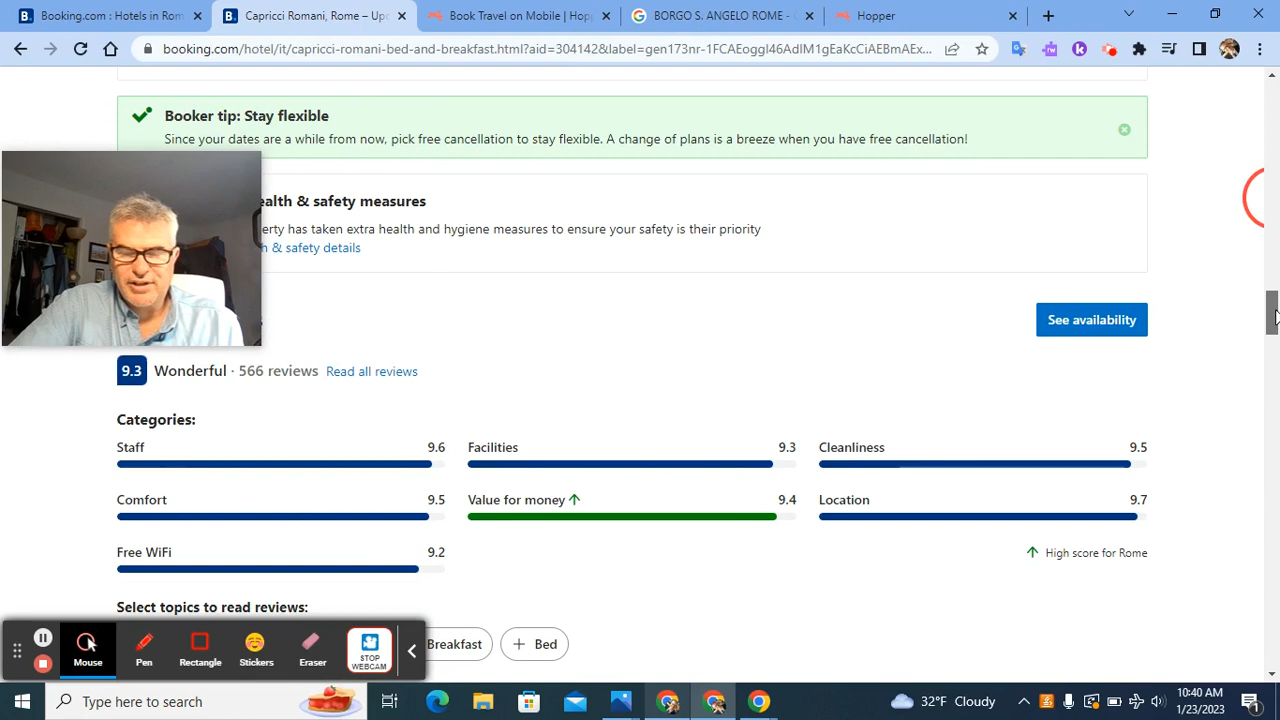 Booking.com : Hotels in Rom
Capricci Romani, Rome – Up
Book Travel on Mobile | Hopp
BORGO S. ANGELO ROME -
Hopper
booking.com/hotel/it/capricci-romani-bed-and-breakfast.html?aid=304142&label=gen173nr-1FCAEoggI46AdIM1gEaKcCiAEBmAEx...
Booker tip: Stay flexible
Since your dates are a while from now, pick free cancellation to stay flexible. A change of plans is a breeze when you have free cancellation!
ealth & safety measures
erty has taken extra health and hygiene measures to ensure your safety is their priority
h & safety details
See availability
9.3 Wonderful · 566 reviews Read all reviews
Categories:
Staff 9.6 Facilities 9.3 Cleanliness 9.5
Comfort 9.5 Value for money 9.4 Location 9.7
Free WiFi 9.2 High score for Rome
Select topics to read reviews:
Breakfast + Bed
Mouse Pen Rectangle Stickers Eraser STOP WEBCAM
Type here to search
32°F Cloudy
10:40 AM
1/23/2023
1